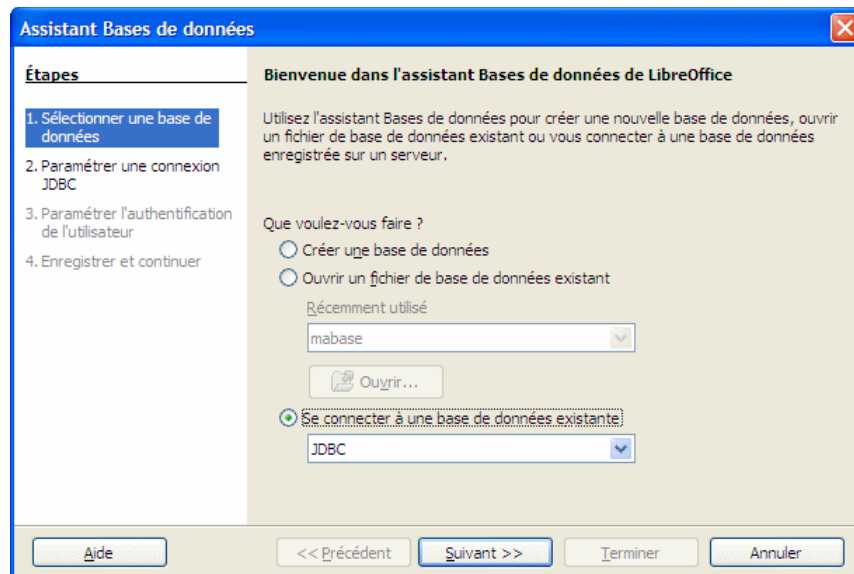 Assistant Bases de données
Étapes
1. Sélectionner une base de
données
2. Paramétrer une connexion
JDBC
3. Paramétrer l'authentification
de l'utilisateur
4. Enregistrer et continuer
Bienvenue dans l'assistant Bases de données de LibreOffice
Utilisez l'assistant Bases de données pour créer une nouvelle base de données, ouvrir
un fichier de base de données existant ou vous connecter à une base de données
enregistrée sur un serveur.
Que voulez-vous faire ?
Créer une base de données
Ouvrir un fichier de base de données existant
Récemment utilisé
mabase
Ouvrir...
Se connecter à une base de données existante
JDBC
Aide
<< Précédent
Suivant >>
Terminer
Annuler